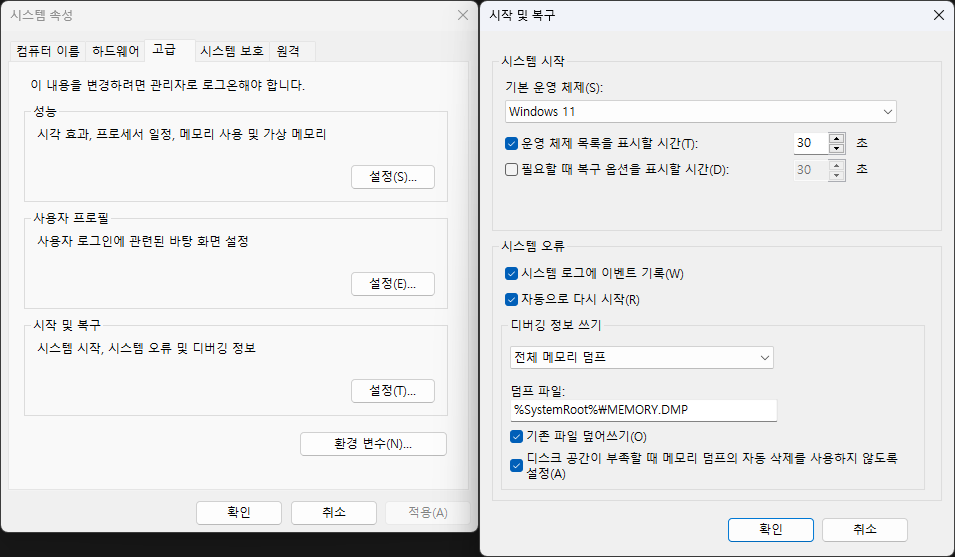 시스템 속성
컴퓨터 이름
하드웨어
고급
시스템 보호
원격
이 내용을 변경하려면 관리자로 로그온해야 합니다.
성능
시각 효과, 프로세서 일정, 메모리 사용 및 가상 메모리
설정(S)...
사용자 프로필
사용자 로그인에 관련된 바탕 화면 설정
설정(E)...
시작 및 복구
시스템 시작, 시스템 오류 및 디버깅 정보
설정(T)...
환경 변수(N)...
확인
취소
적용(A)
시작 및 복구
시스템 시작
기본 운영 체제(S):
Windows 11
운영 체제 목록을 표시할 시간(T): 30 초
필요할 때 복구 옵션을 표시할 시간(D): 30 초
시스템 오류
시스템 로그에 이벤트 기록(W)
자동으로 다시 시작(R)
디버깅 정보 쓰기
전체 메모리 덤프
덤프 파일:
%SystemRoot%₩MEMORY.DMP
기존 파일 덮어쓰기(O)
디스크 공간이 부족할 때 메모리 덤프의 자동 삭제를 사용하지 않도록
설정(A)
확인
취소